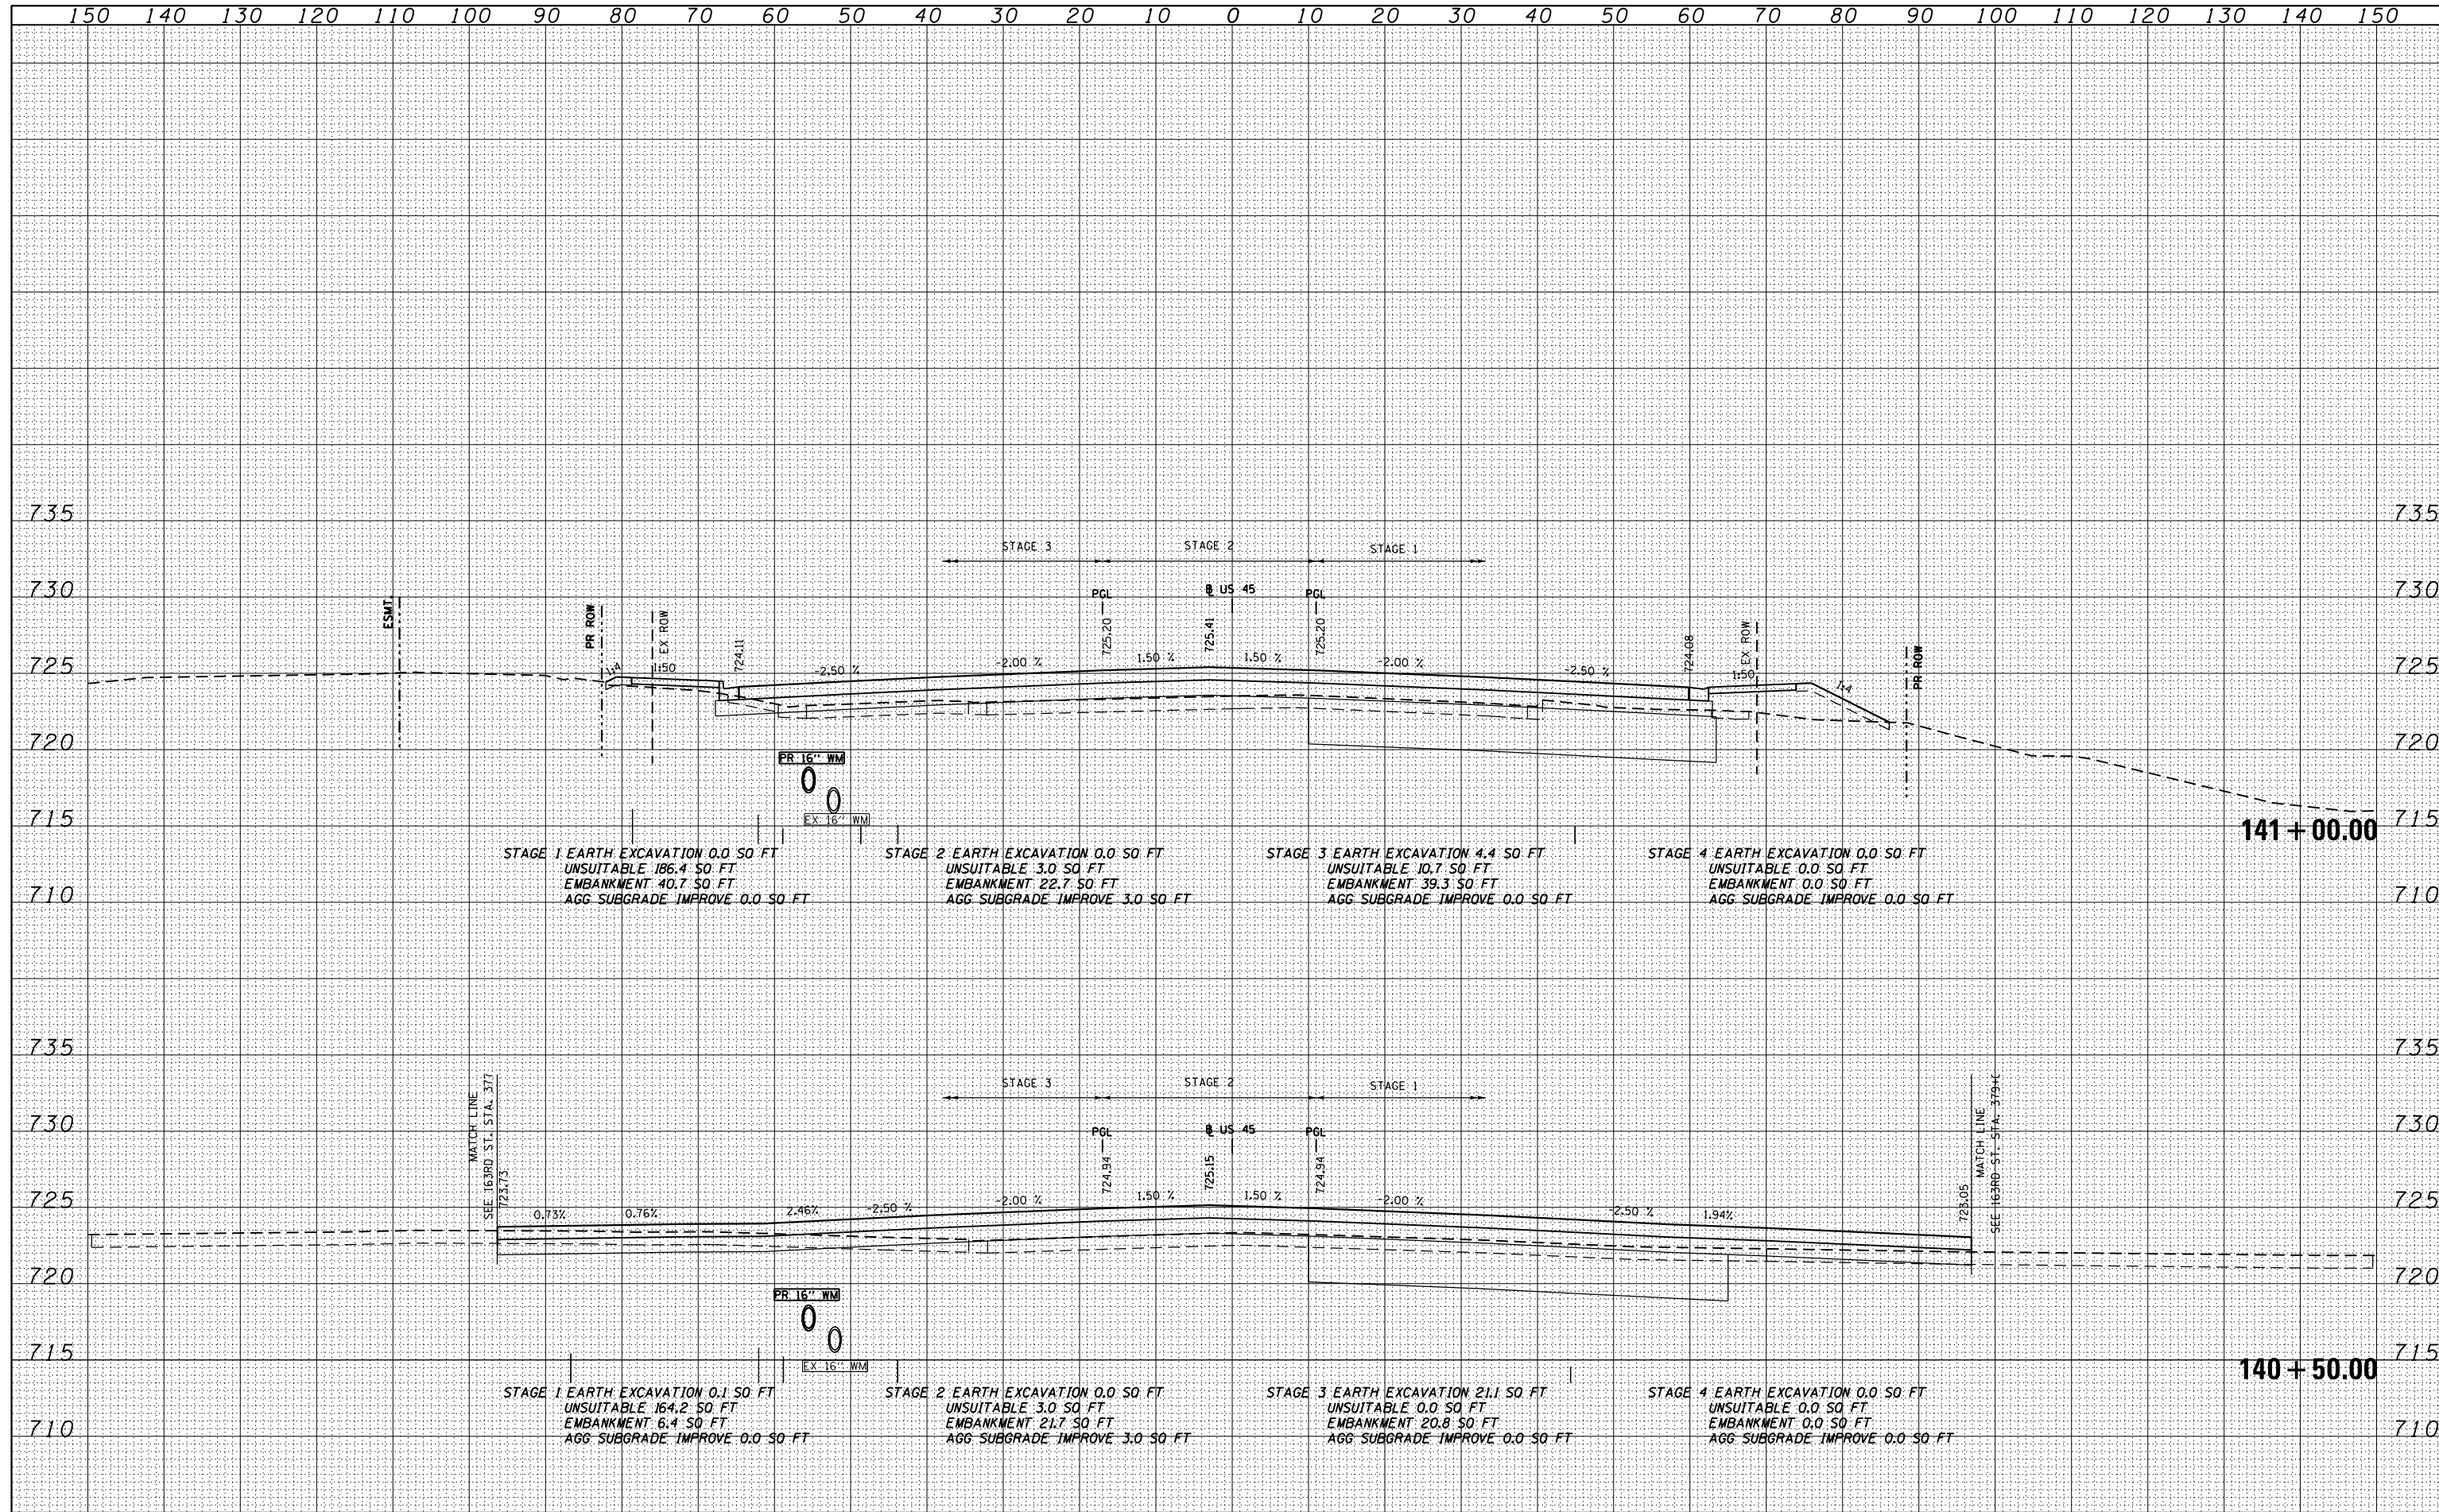 150 140 130 120 110 100 90 80 70 60 50 40 30 20 10 0 10 20 30 40 50 60 70 80 90 100 110 120 130 140 150
735 735
STAGE 3 STAGE 2 STAGE 1
730 730
ESMT. PR ROW EX ROW PGL ℄ US 45 PGL EX ROW PR ROW
724.11 725.20 725.41 725.20 724.08
725 725
1:4 1:50 -2.50 % -2.00 % 1.50 % 1.50 % -2.00 % -2.50 % 1:50 1:4
720 720
PR 16" WM
EX 16" WM
715 715
141+00.00
STAGE 1 EARTH EXCAVATION 0.0 SQ FT
UNSUITABLE 186.4 SQ FT
EMBANKMENT 40.7 SQ FT
AGG SUBGRADE IMPROVE 0.0 SQ FT
STAGE 2 EARTH EXCAVATION 0.0 SQ FT
UNSUITABLE 3.0 SQ FT
EMBANKMENT 22.7 SQ FT
AGG SUBGRADE IMPROVE 3.0 SQ FT
STAGE 3 EARTH EXCAVATION 4.4 SQ FT
UNSUITABLE 10.7 SQ FT
EMBANKMENT 39.3 SQ FT
AGG SUBGRADE IMPROVE 0.0 SQ FT
STAGE 4 EARTH EXCAVATION 0.0 SQ FT
UNSUITABLE 0.0 SQ FT
EMBANKMENT 0.0 SQ FT
AGG SUBGRADE IMPROVE 0.0 SQ FT
710 710
735 735
STAGE 3 STAGE 2 STAGE 1
730 730
MATCH LINE
SEE 163RD ST. STA. 377
723.73
PGL ℄ US 45 PGL
724.94 725.15 724.94
723.05
MATCH LINE
SEE 163RD ST. STA. 379+
725 725
0.73% 0.76% 2.46% -2.50 % -2.00 % 1.50 % 1.50 % -2.00 % -2.50 % 1.94%
720 720
PR 16" WM
EX 16" WM
715 715
140+50.00
STAGE 1 EARTH EXCAVATION 0.1 SQ FT
UNSUITABLE 164.2 SQ FT
EMBANKMENT 6.4 SQ FT
AGG SUBGRADE IMPROVE 0.0 SQ FT
STAGE 2 EARTH EXCAVATION 0.0 SQ FT
UNSUITABLE 3.0 SQ FT
EMBANKMENT 21.7 SQ FT
AGG SUBGRADE IMPROVE 3.0 SQ FT
STAGE 3 EARTH EXCAVATION 21.1 SQ FT
UNSUITABLE 0.0 SQ FT
EMBANKMENT 20.8 SQ FT
AGG SUBGRADE IMPROVE 0.0 SQ FT
STAGE 4 EARTH EXCAVATION 0.0 SQ FT
UNSUITABLE 0.0 SQ FT
EMBANKMENT 0.0 SQ FT
AGG SUBGRADE IMPROVE 0.0 SQ FT
710 710